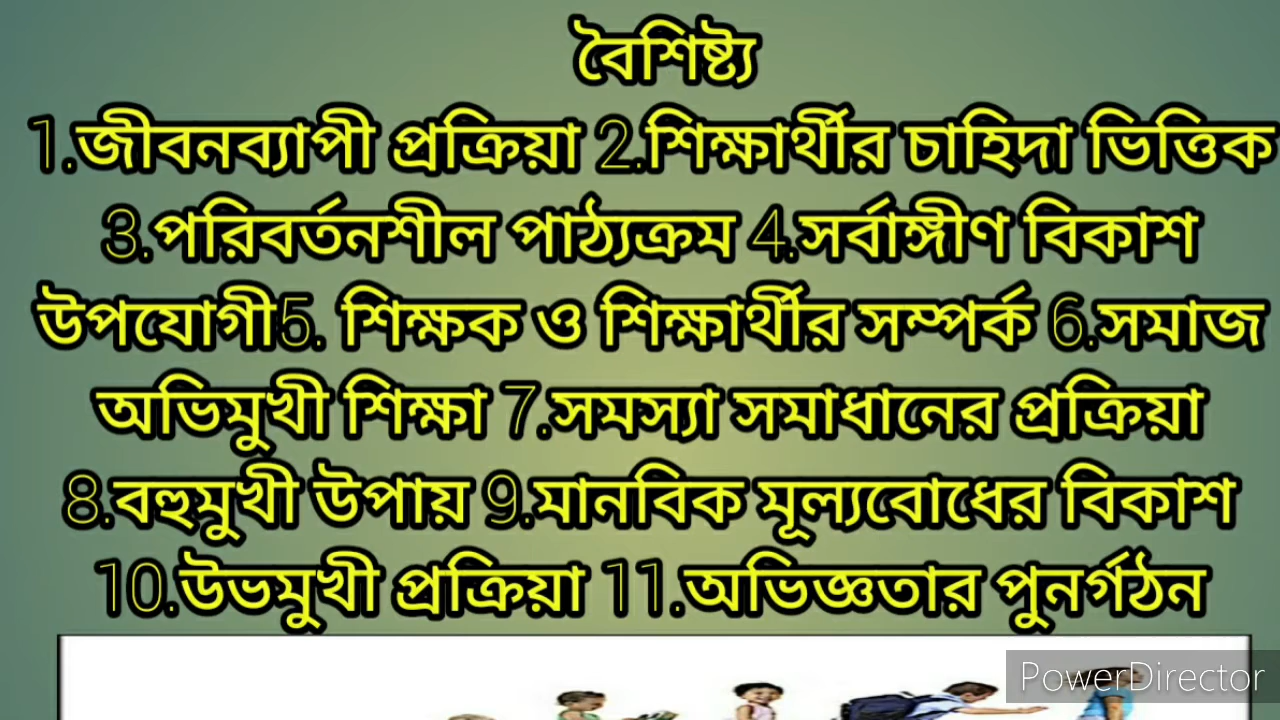 বৈশিষ্ট্য
1.জীবনব্যাপী প্রক্রিয়া 2.শিক্ষার্থীর চাহিদা ভিত্তিক
3.পরিবর্তনশীল পাঠ্যক্রম 4.সর্বাঙ্গীণ বিকাশ
উপযোগী5. শিক্ষক ও শিক্ষার্থীর সম্পর্ক 6.সমাজ
অভিমুখী শিক্ষা 7.সমস্যা সমাধানের প্রক্রিয়া
8.বহুমুখী উপায় 9.মানবিক মূল্যবোধের বিকাশ
10.উভমুখী প্রক্রিয়া 11.অভিজ্ঞতার পুনর্গঠন
PowerDirector